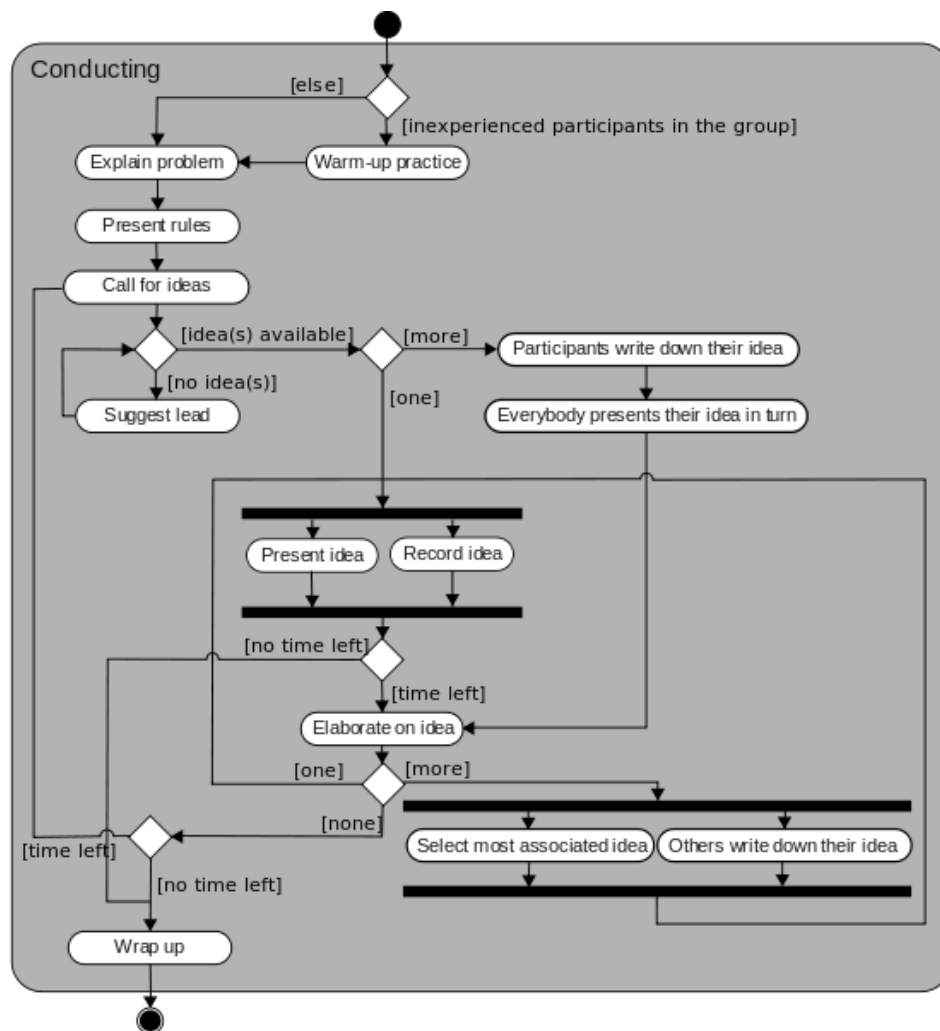 Conducting
[else]
[inexperienced participants in the group]
Explain problem
Warm-up practice
Present rules
Call for ideas
[idea(s) available]
[more]
Participants write down their idea
[no idea(s)]
[one]
Suggest lead
Everybody presents their idea in turn
Present idea
Record idea
[no time left]
[time left]
Elaborate on idea
[one]
[more]
[none]
[time left]
Select most associated idea
Others write down their idea
[no time left]
Wrap up